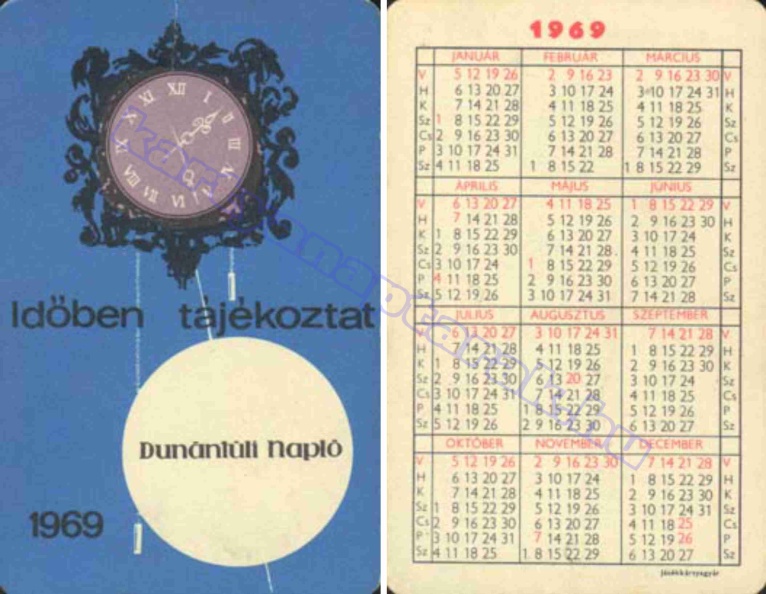 XII
I
II
III
IV
V
VI
VII
VIII
IX
X
XI
Időben tájékoztat
Dunántúli Napló
1969
1969
JANUÁR FEBRUÁR MÁRCIUS
V 5 12 19 26 2 9 16 23 2 9 16 23 30 V
H 6 13 20 27 3 10 17 24 3 10 17 24 31 H
K 7 14 21 28 4 11 18 25 4 11 18 25 K
Sz 1 8 15 22 29 5 12 19 26 5 12 19 26 Sz
Cs 2 9 16 23 30 6 13 20 27 6 13 20 27 Cs
P 3 10 17 24 31 7 14 21 28 7 14 21 28 P
Sz 4 11 18 25 1 8 15 22 1 8 15 22 29 Sz
ÁPRILIS MÁJUS JÚNIUS
V 6 13 20 27 4 11 18 25 1 8 15 22 29 V
H 7 14 21 28 5 12 19 26 2 9 16 23 30 H
K 1 8 15 22 29 6 13 20 27 3 10 17 24 K
Sz 2 9 16 23 30 7 14 21 28 4 11 18 25 Sz
Cs 3 10 17 24 1 8 15 22 29 5 12 19 26 Cs
P 4 11 18 25 2 9 16 23 30 6 13 20 27 P
Sz 5 12 19 26 3 10 17 24 31 7 14 21 28 Sz
JÚLIUS AUGUSZTUS SZEPTEMBER
V 6 13 20 27 3 10 17 24 31 7 14 21 28 V
H 7 14 21 28 4 11 18 25 1 8 15 22 29 H
K 1 8 15 22 29 5 12 19 26 2 9 16 23 30 K
Sz 2 9 16 23 30 6 13 20 27 3 10 17 24 Sz
Cs 3 10 17 24 31 7 14 21 28 4 11 18 25 Cs
P 4 11 18 25 1 8 15 22 29 5 12 19 26 P
Sz 5 12 19 26 2 9 16 23 30 6 13 20 27 Sz
OKTÓBER NOVEMBER DECEMBER
V 5 12 19 26 2 9 16 23 30 7 14 21 28 V
H 6 13 20 27 3 10 17 24 1 8 15 22 29 H
K 7 14 21 28 4 11 18 25 2 9 16 23 30 K
Sz 1 8 15 22 29 5 12 19 26 3 10 17 24 31 Sz
Cs 2 9 16 23 30 6 13 20 27 4 11 18 25 Cs
P 3 10 17 24 31 7 14 21 28 5 12 19 26 P
Sz 4 11 18 25 1 8 15 22 29 6 13 20 27 Sz
Játékkártyagyár